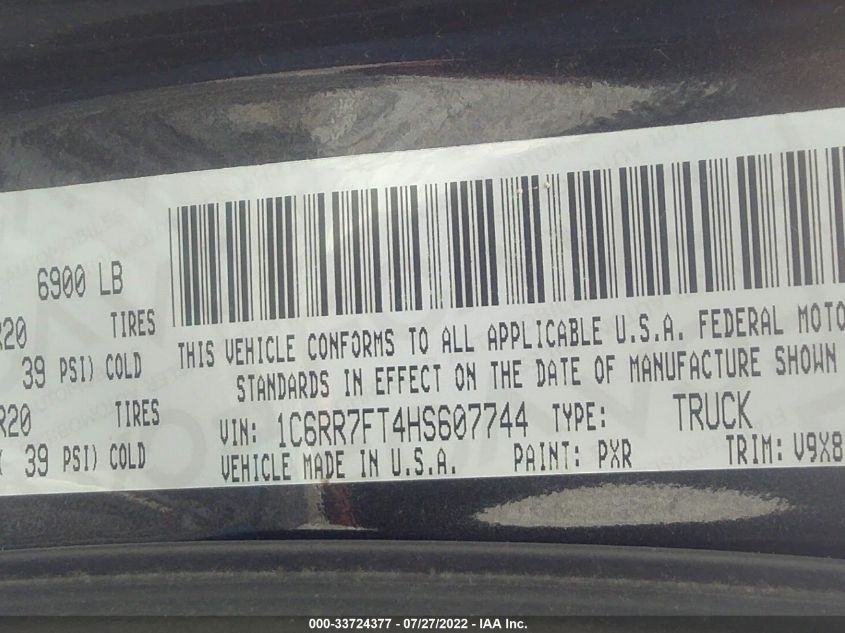 6900 LB
R20 TIRES
39 PSI) COLD
R20 TIRES
39 PSI) COLD
THIS VEHICLE CONFORMS TO ALL APPLICABLE U.S.A. FEDERAL MOTO
STANDARDS IN EFFECT ON THE DATE OF MANUFACTURE SHOWN
VIN: 1C6RR7FT4HS607744 TYPE: TRUCK
VEHICLE MADE IN U.S.A. PAINT: PXR TRIM: V9X8
000-33724377 - 07/27/2022 - IAA Inc.